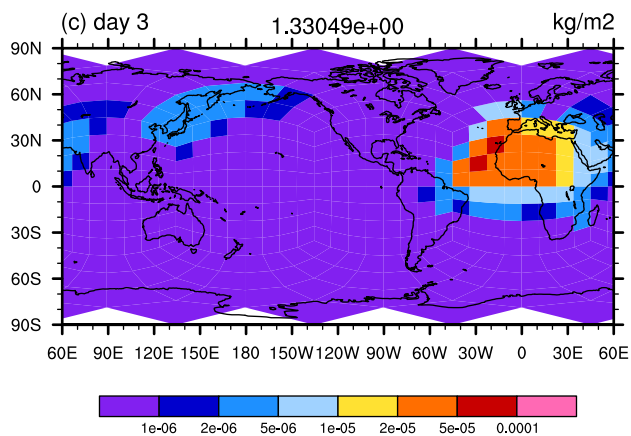 (c) day 3 1.33049e+00 kg/m2
90N
60N
30N
0
30S
60S
90S
60E 90E 120E 150E 180 150W 120W 90W 60W 30W 0 30E 60E
1e-06 2e-06 5e-06 1e-05 2e-05 5e-05 0.0001